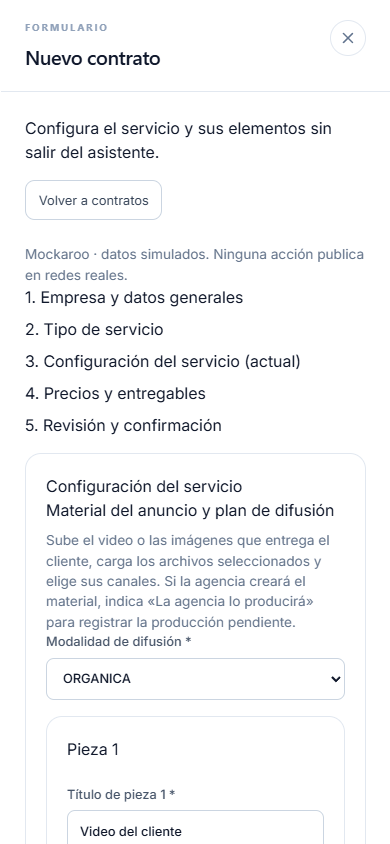 FORMULARIO
Nuevo contrato
Configura el servicio y sus elementos sin
salir del asistente.
Volver a contratos
Mockaroo · datos simulados. Ninguna acción publica
en redes reales.
1. Empresa y datos generales
2. Tipo de servicio
3. Configuración del servicio (actual)
4. Precios y entregables
5. Revisión y confirmación
Configuración del servicio
Material del anuncio y plan de difusión
Sube el video o las imágenes que entrega el
cliente, carga los archivos seleccionados y
elige sus canales. Si la agencia creará el
material, indica «La agencia lo producirá»
para registrar la producción pendiente.
Modalidad de difusión *
ORGANICA
Pieza 1
Título de pieza 1 *
Video del cliente